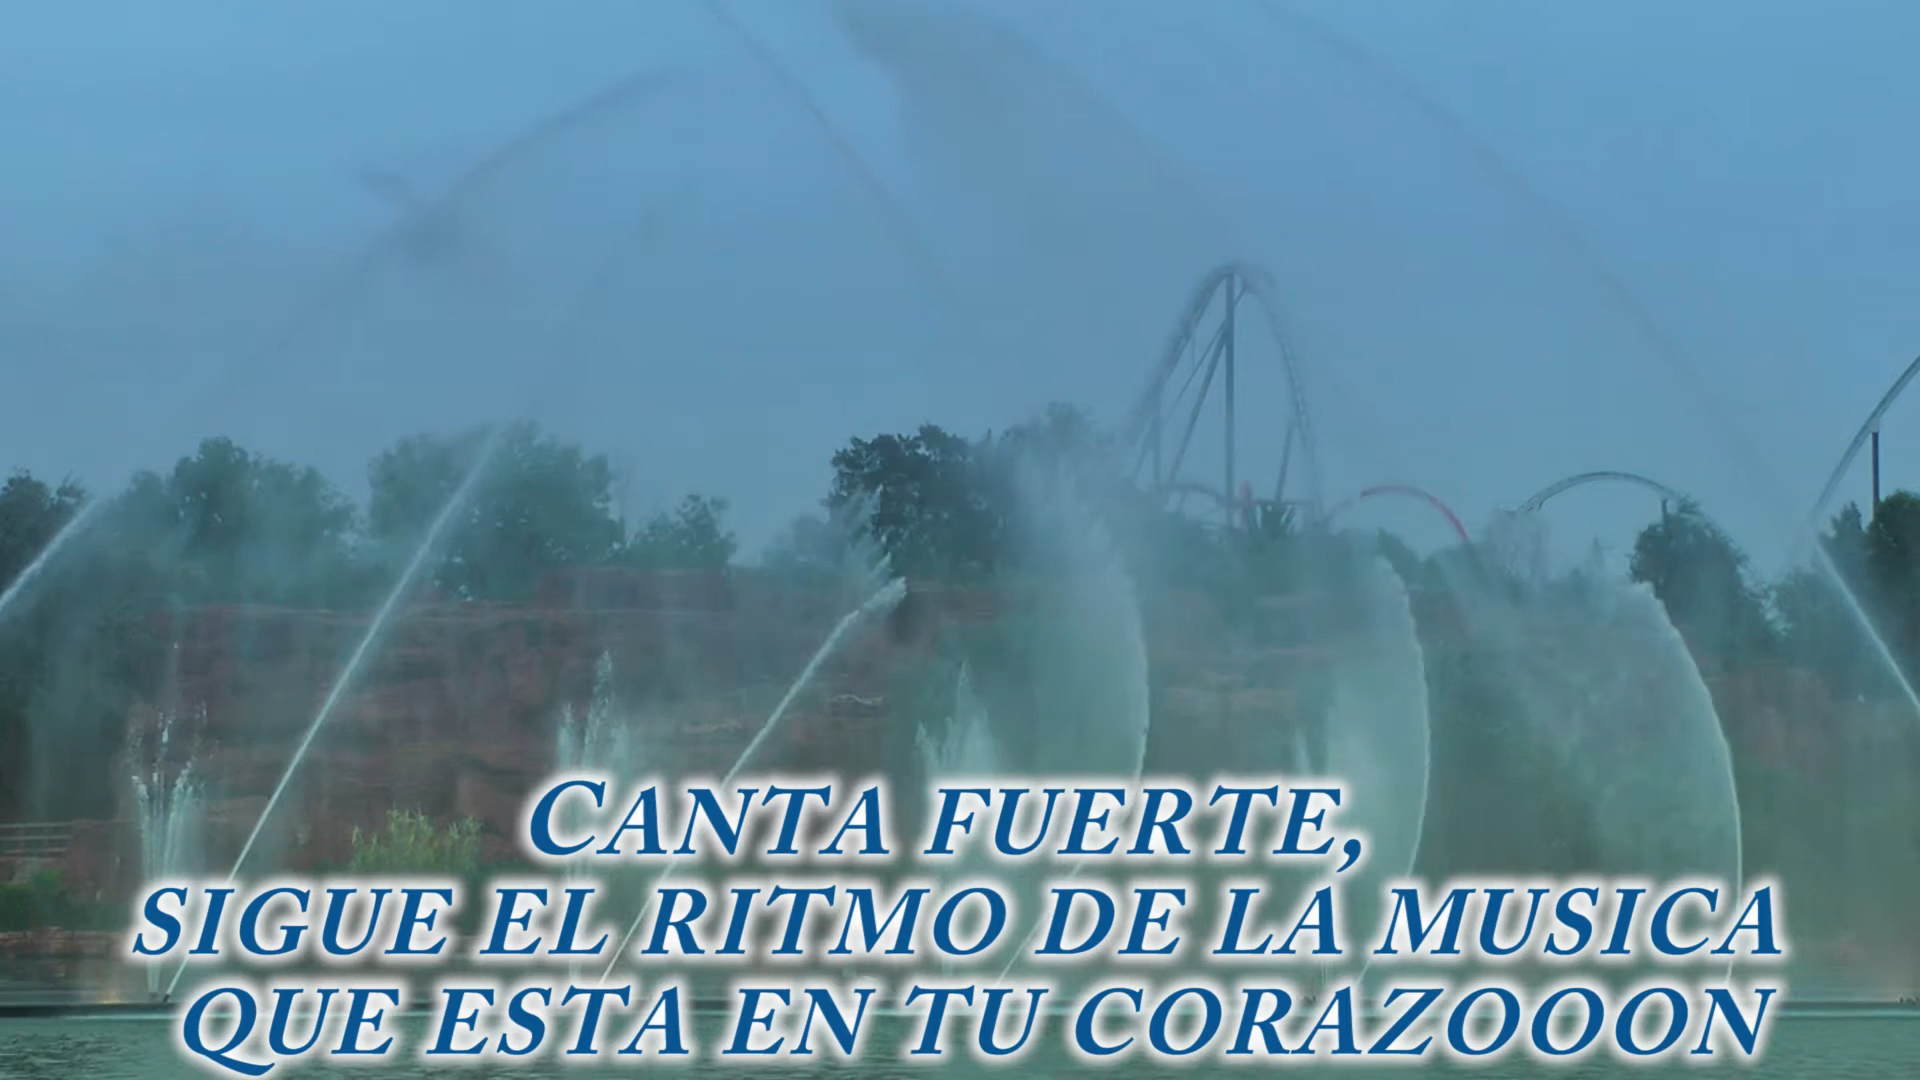 CANTA FUERTE,
SIGUE EL RITMO DE LA MUSICA
QUE ESTA EN TU CORAZOOON